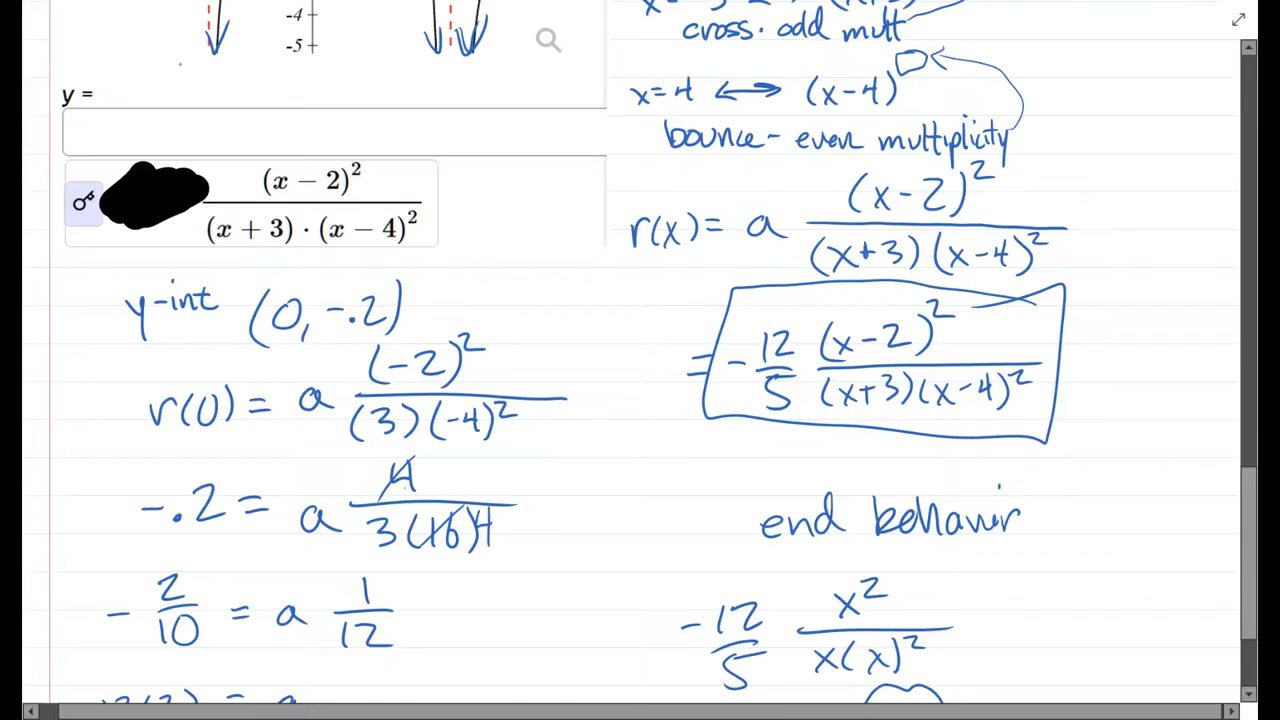 -4
-5
y =
(x − 2)²
(x + 3) · (x − 4)²
y-int (0, -.2)
r(0) = a (-2)² / (3)(-4)²
-.2 = a 4 / 3(16)4
- 2/10 = a 1/12
= a
cross. odd mult
x=4 ⟷ (x-4)
bounce - even multiplicity
r(x) = a (x-2)² / (x+3)(x-4)²
= -12/5 (x-2)² / (x+3)(x-4)²
end behavior
-12/5 x² / x(x)²